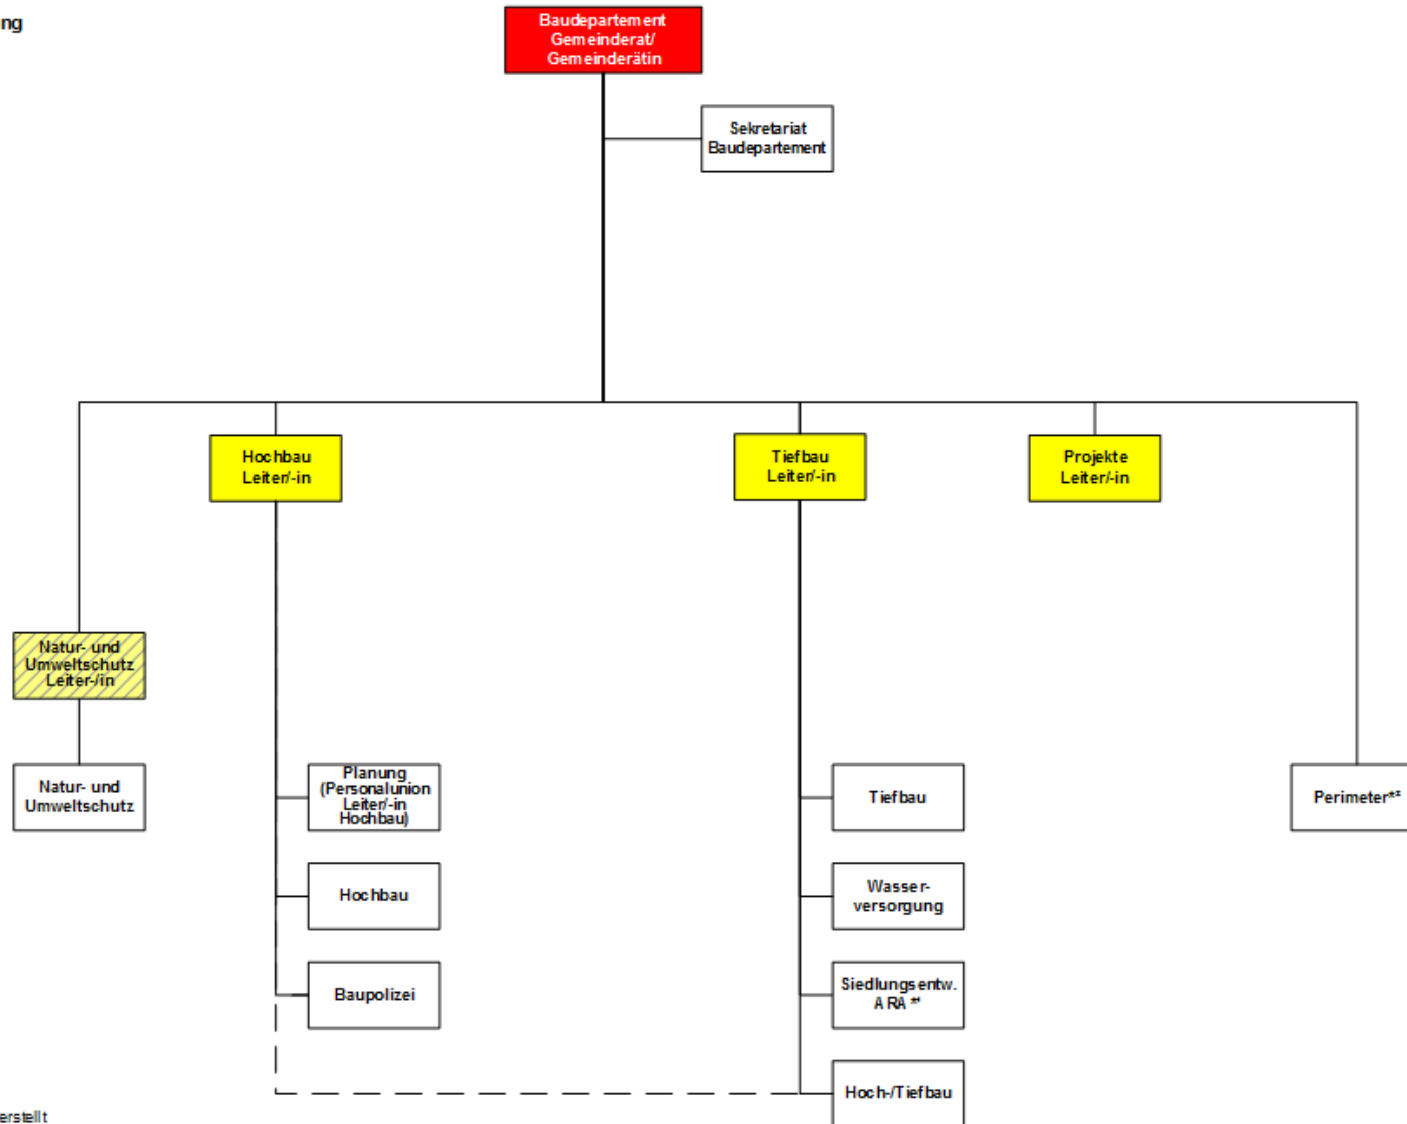 ng
Baudepartement
Gemeinderat/
Gemeinderätin
Sekretariat
Baudepartement
Hochbau
Leiter/-in
Tiefbau
Leiter/-in
Projekte
Leiter/-in
Natur- und
Umweltschutz
Leiter-/in
Natur- und
Umweltschutz
Planung
(Personalunion
Leiter/-in
Hochbau)
Tiefbau
Perimeter*²
Hochbau
Wasser-
versorgung
Baupolizei
Siedlungsentw.
ARA *¹
Hoch-/Tiefbau
erstellt